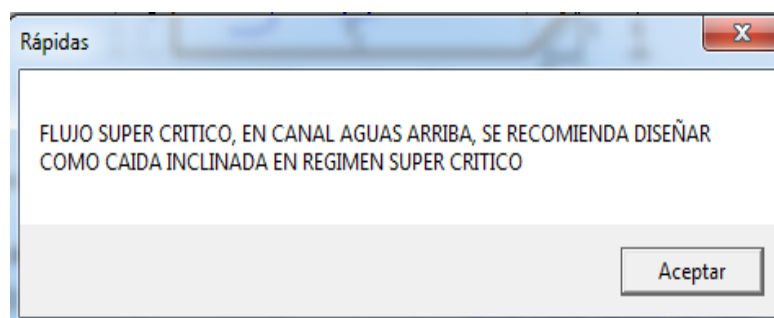 Rápidas
FLUJO SUPER CRITICO, EN CANAL AGUAS ARRIBA, SE RECOMIENDA DISEÑAR
COMO CAIDA INCLINADA EN REGIMEN SUPER CRITICO
Aceptar